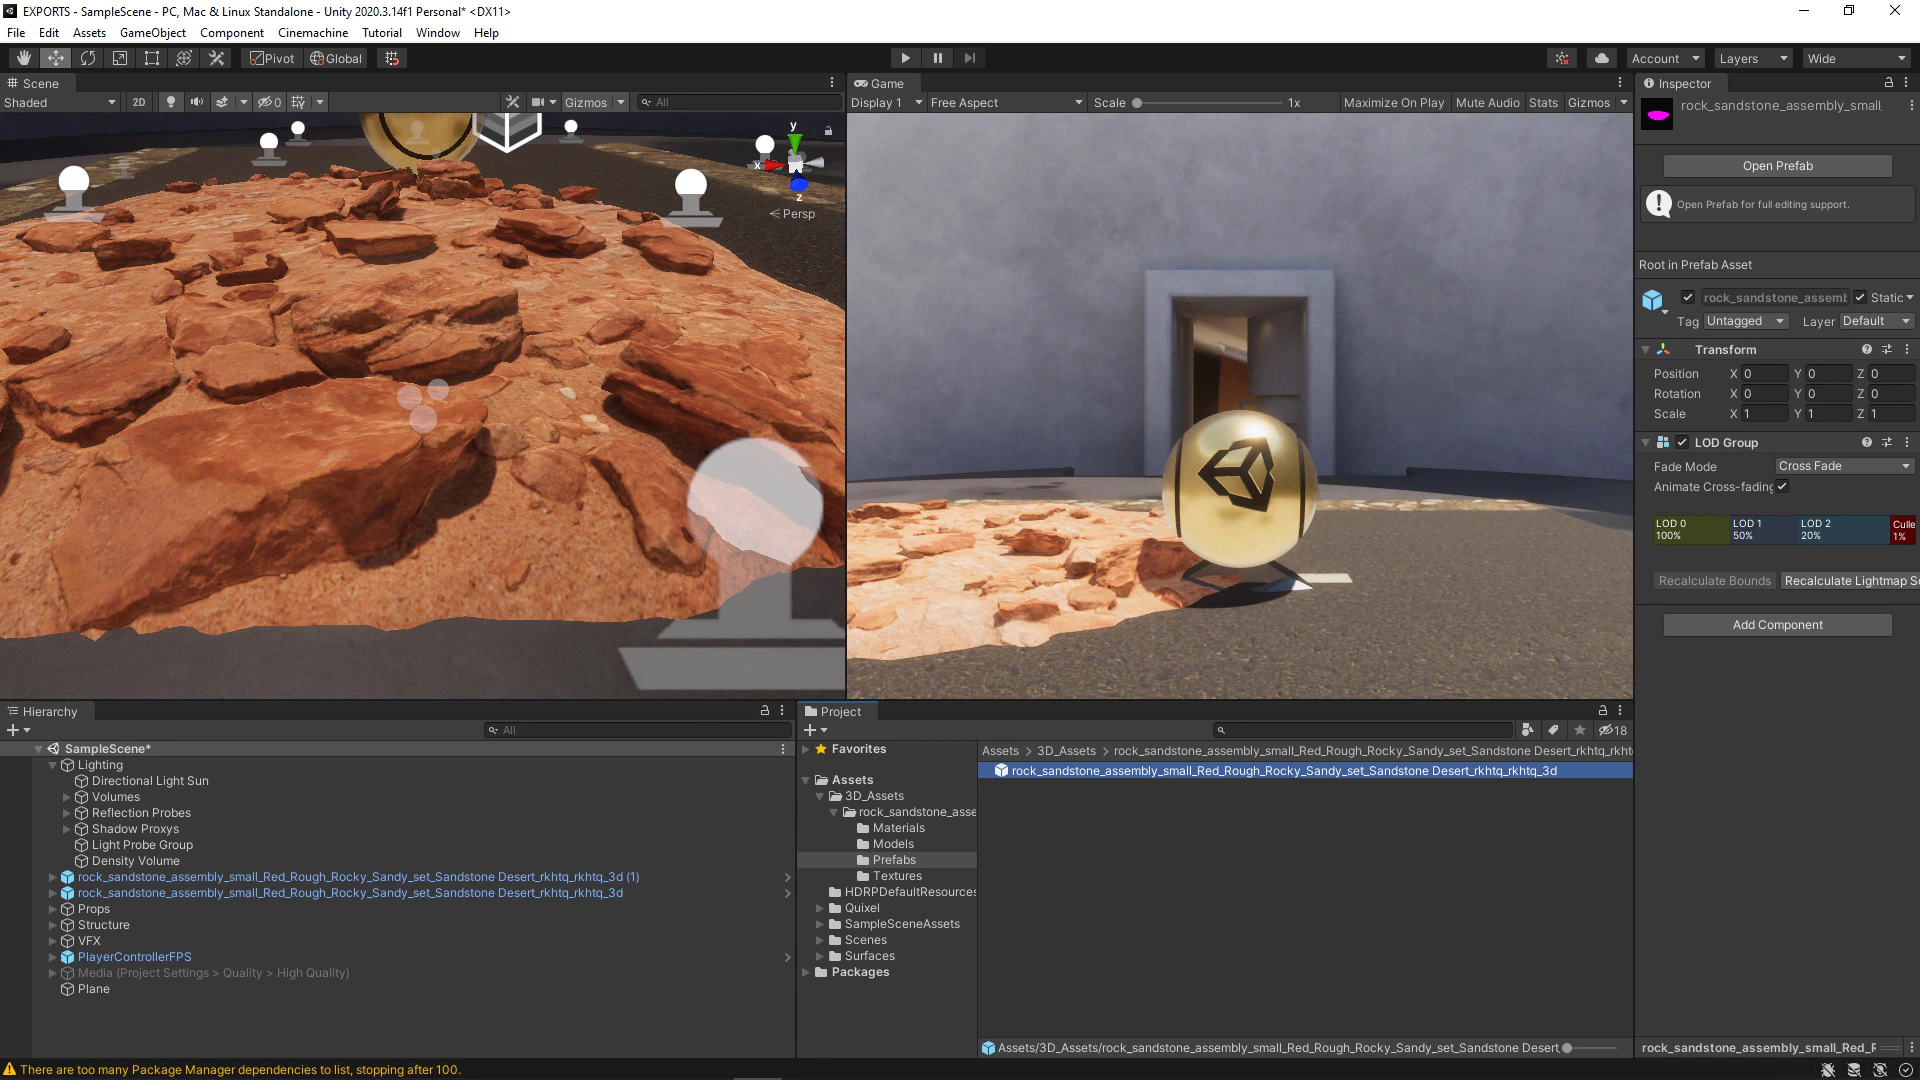 EXPORTS - SampleScene - PC, Mac & Linux Standalone - Unity 2020.3.14f1 Personal* <DX11>
File Edit Assets GameObject Component Cinemachine Tutorial Window Help
Pivot Global Account Layers Wide
Scene
Shaded 2D 0 Gizmos All
y
x
z
Persp
Game
Display 1 Free Aspect Scale 1x Maximize On Play Mute Audio Stats Gizmos
Inspector
rock_sandstone_assembly_small_
Open Prefab
Open Prefab for full editing support.
Root in Prefab Asset
rock_sandstone_assembl Static
Tag Untagged Layer Default
Transform
Position X 0 Y 0 Z 0
Rotation X 0 Y 0 Z 0
Scale X 1 Y 1 Z 1
LOD Group
Fade Mode Cross Fade
Animate Cross-fading
LOD 0 LOD 1 LOD 2 Culle
100% 50% 20% 1%
Recalculate Bounds Recalculate Lightmap Sc
Add Component
Hierarchy
All
SampleScene*
Lighting
Directional Light Sun
Volumes
Reflection Probes
Shadow Proxys
Light Probe Group
Density Volume
rock_sandstone_assembly_small_Red_Rough_Rocky_Sandy_set_Sandstone Desert_rkhtq_rkhtq_3d (1)
rock_sandstone_assembly_small_Red_Rough_Rocky_Sandy_set_Sandstone Desert_rkhtq_rkhtq_3d
Props
Structure
VFX
PlayerControllerFPS
Media (Project Settings > Quality > High Quality)
Plane
Project
18
Favorites
Assets
3D_Assets
rock_sandstone_asse
Materials
Models
Prefabs
Textures
HDRPDefaultResources
Quixel
SampleSceneAssets
Scenes
Surfaces
Packages
Assets > 3D_Assets > rock_sandstone_assembly_small_Red_Rough_Rocky_Sandy_set_Sandstone Desert_rkhtq_rkht
rock_sandstone_assembly_small_Red_Rough_Rocky_Sandy_set_Sandstone Desert_rkhtq_rkhtq_3d
Assets/3D_Assets/rock_sandstone_assembly_small_Red_Rough_Rocky_Sandy_set_Sandstone Desert_
rock_sandstone_assembly_small_Red_R
There are too many Package Manager dependencies to list, stopping after 100.